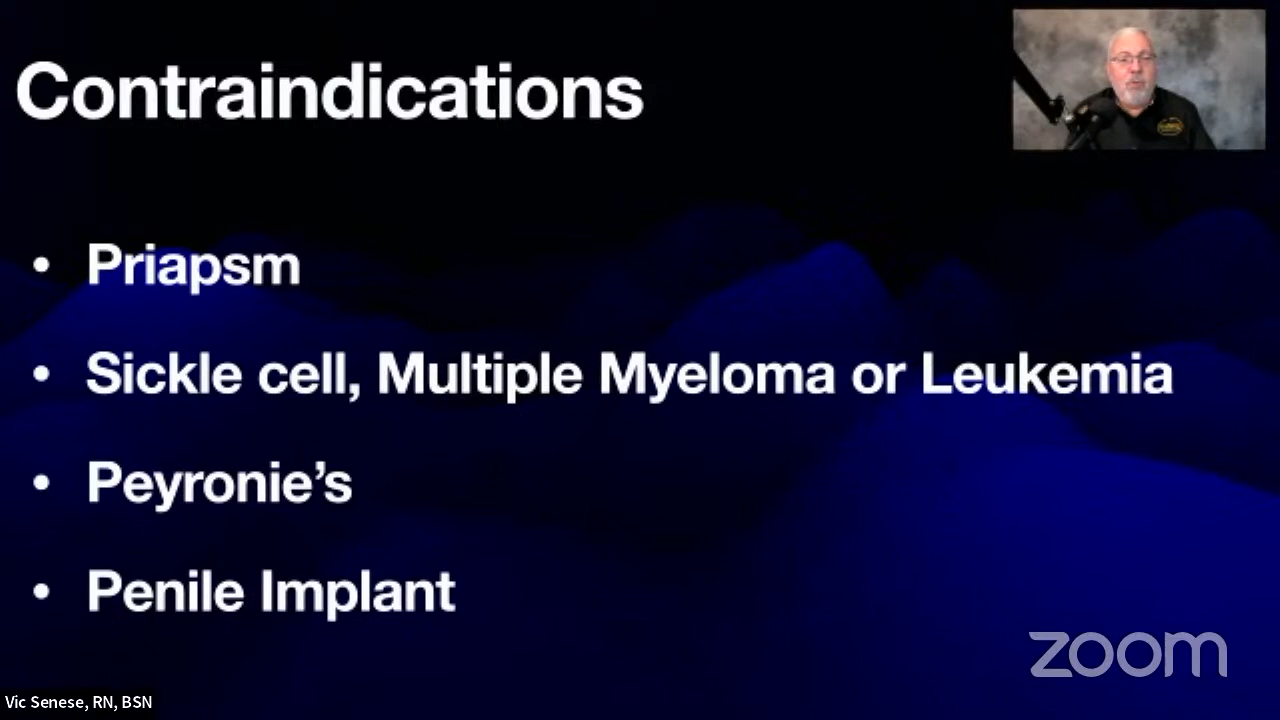 Contraindications
• Priapsm
• Sickle cell, Multiple Myeloma or Leukemia
• Peyronie’s
• Penile Implant
zoom
Vic Senese, RN, BSN